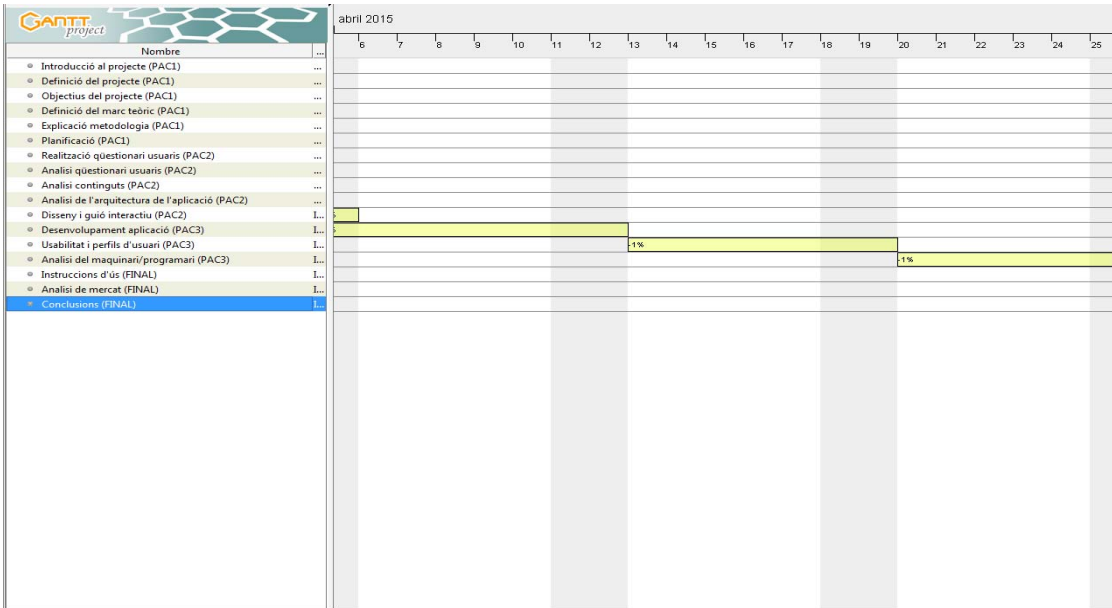 GANTT
project
abril 2015
6 7 8 9 10 11 12 13 14 15 16 17 18 19 20 21 22 23 24 25
Nombre ...
Introducció al projecte (PAC1) ...
Definició del projecte (PAC1) ...
Objectius del projecte (PAC1) ...
Definició del marc teòric (PAC1) ...
Explicació metodologia (PAC1) ...
Planificació (PAC1) ...
Realització qüestionari usuaris (PAC2) ...
Analisi qüestionari usuaris (PAC2) ...
Analisi continguts (PAC2) ...
Analisi de l'arquitectura de l'aplicació (PAC2) ...
Disseny i guió interactiu (PAC2) I...
Desenvolupament aplicació (PAC3) I...
Usabilitat i perfils d'usuari (PAC3) I... -1%
Analisi del maquinari/programari (PAC3) I... -1%
Instruccions d'ús (FINAL) I...
Analisi de mercat (FINAL) I...
Conclusions (FINAL) I...